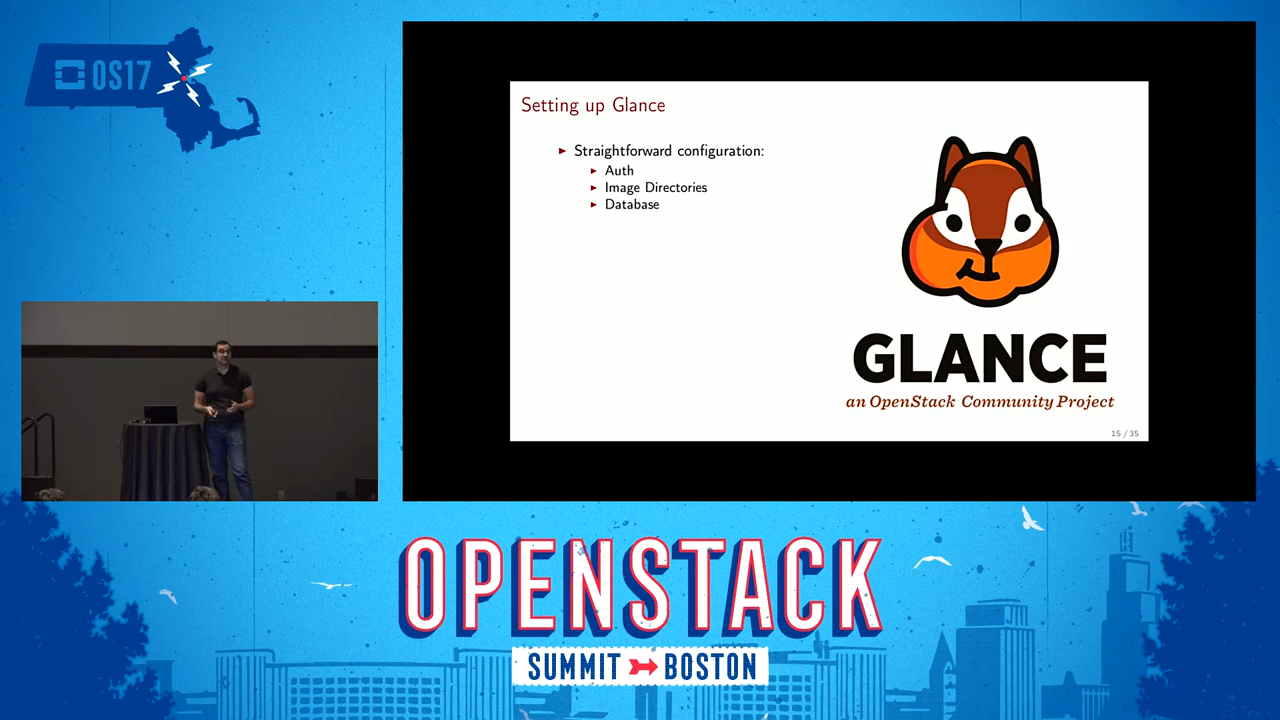 OS17
Setting up Glance
Straightforward configuration:
Auth
Image Directories
Database
GLANCE
an OpenStack Community Project
15 / 35
OPENSTACK
SUMMIT BOSTON